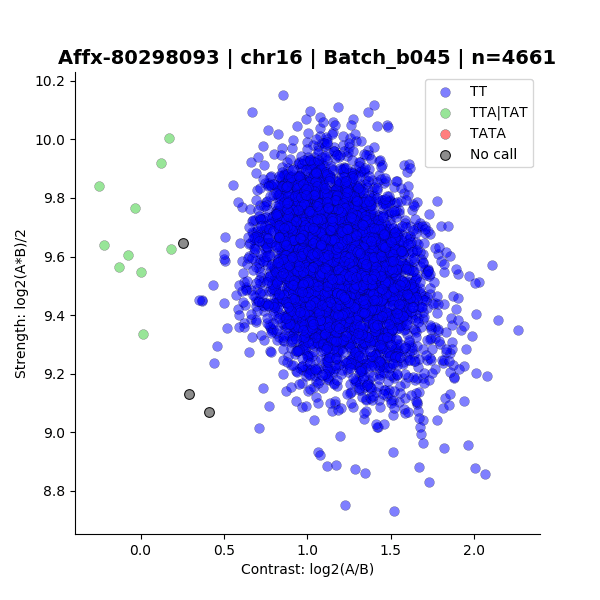 Affx-80298093 | chr16 | Batch_b045 | n=4661
TT
TTA|TAT
TATA
No call
Strength: log2(A*B)/2
10.2
10.0
9.8
9.6
9.4
9.2
9.0
8.8
0.0 0.5 1.0 1.5 2.0
Contrast: log2(A/B)